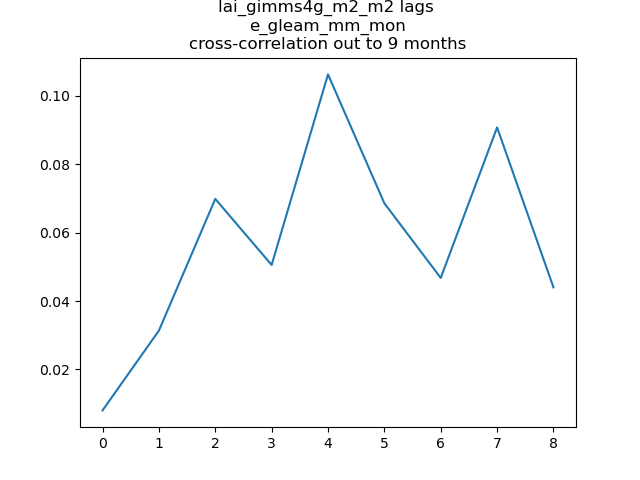 lai_gimms4g_m2_m2 lags
e_gleam_mm_mon
cross-correlation out to 9 months
0.10
0.08
0.06
0.04
0.02
0 1 2 3 4 5 6 7 8